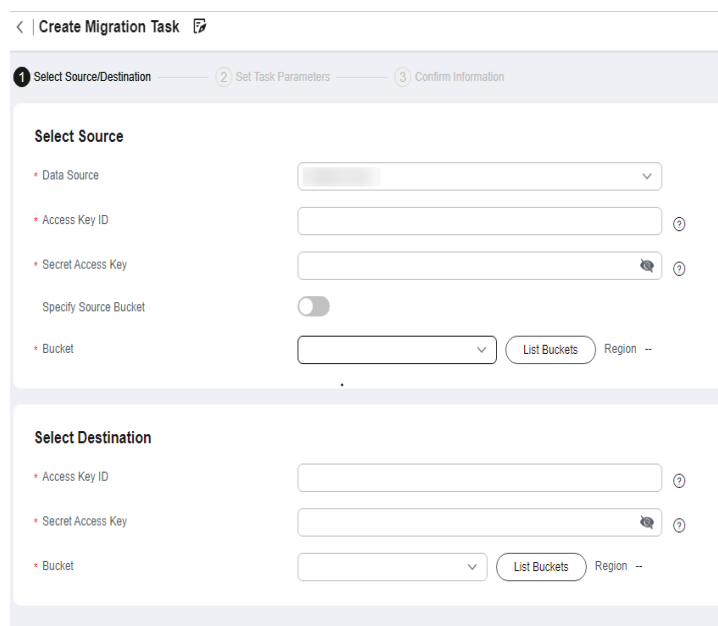 Create Migration Task
1 Select Source/Destination 2 Set Task Parameters 3 Confirm Information
Select Source
* Data Source
* Access Key ID ?
* Secret Access Key ?
Specify Source Bucket
* Bucket List Buckets Region --
Select Destination
* Access Key ID ?
* Secret Access Key ?
* Bucket List Buckets Region --